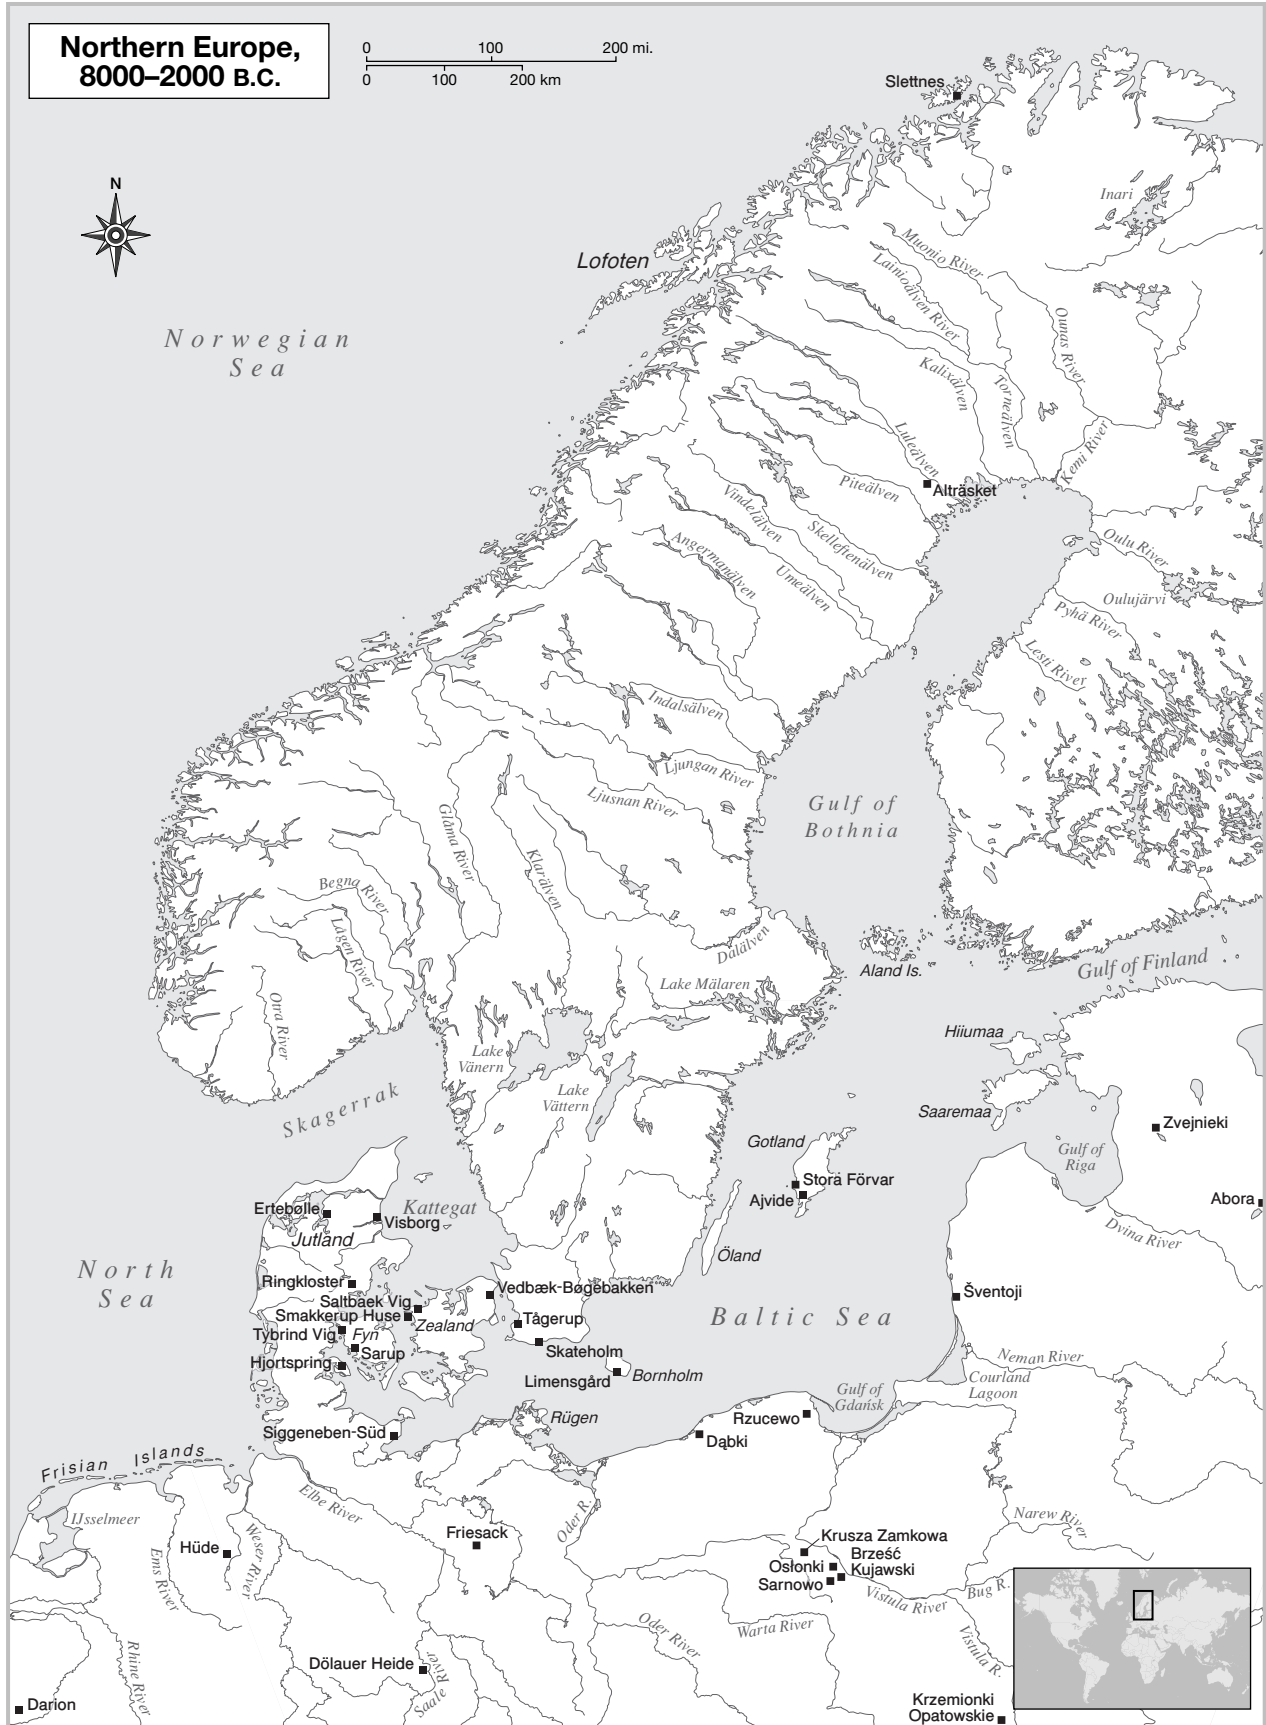 Northern Europe,
8000–2000 B.C.
0 100 200 mi.
0 100 200 km
N
Slettnes
Inari
Lofoten
Muonio River
Lainioälven River
Ounas River
Norwegian
Sea
Kalixälven
Torneälven
Luleälven
Kemi River
Piteälven
Alträsket
Vindelälven
Skelleftenälven
Oulu River
Angermanälven
Umeälven
Oulujärvi
Pyhä River
Lesti River
Indalsälven
Ljungan River
Ljusnan River
Gulf of
Bothnia
Glåma River
Klarälven
Begna River
Lågen River
Dalälven
Aland Is.
Gulf of Finland
Lake Mälaren
Otra River
Hiiumaa
Lake
Vänern
Lake
Vättern
Skagerrak
Saaremaa
Zvejnieki
Gotland
Gulf of
Riga
Stora Förvar
Ajvide
Abora
Ertebølle
Visborg
Kattegat
Jutland
Dvina River
Öland
North
Sea
Ringkloster
Vedbæk-Bøgebakken
Šventoji
Saltbaek Vig
Smakkerup Huse
Zealand
Tågerup
Baltic Sea
Tybrind Vig
Fyn
Sarup
Skateholm
Hjortspring
Neman River
Courland
Lagoon
Limensgård
Bornholm
Gulf of
Gdańsk
Rügen
Rzucewo
Siggeneben-Süd
Dąbki
Frisian Islands
Elbe River
Oder R.
IJsselmeer
Narew River
Friesack
Krusza Zamkowa
Hüde
Weser River
Ems River
Osłonki
Brześć
Kujawski
Sarnowo
Vistula River
Bug R.
Oder River
Warta River
Vistula R.
Rhine River
Dölauer Heide
Saale River
Darion
Krzemionki
Opatowskie